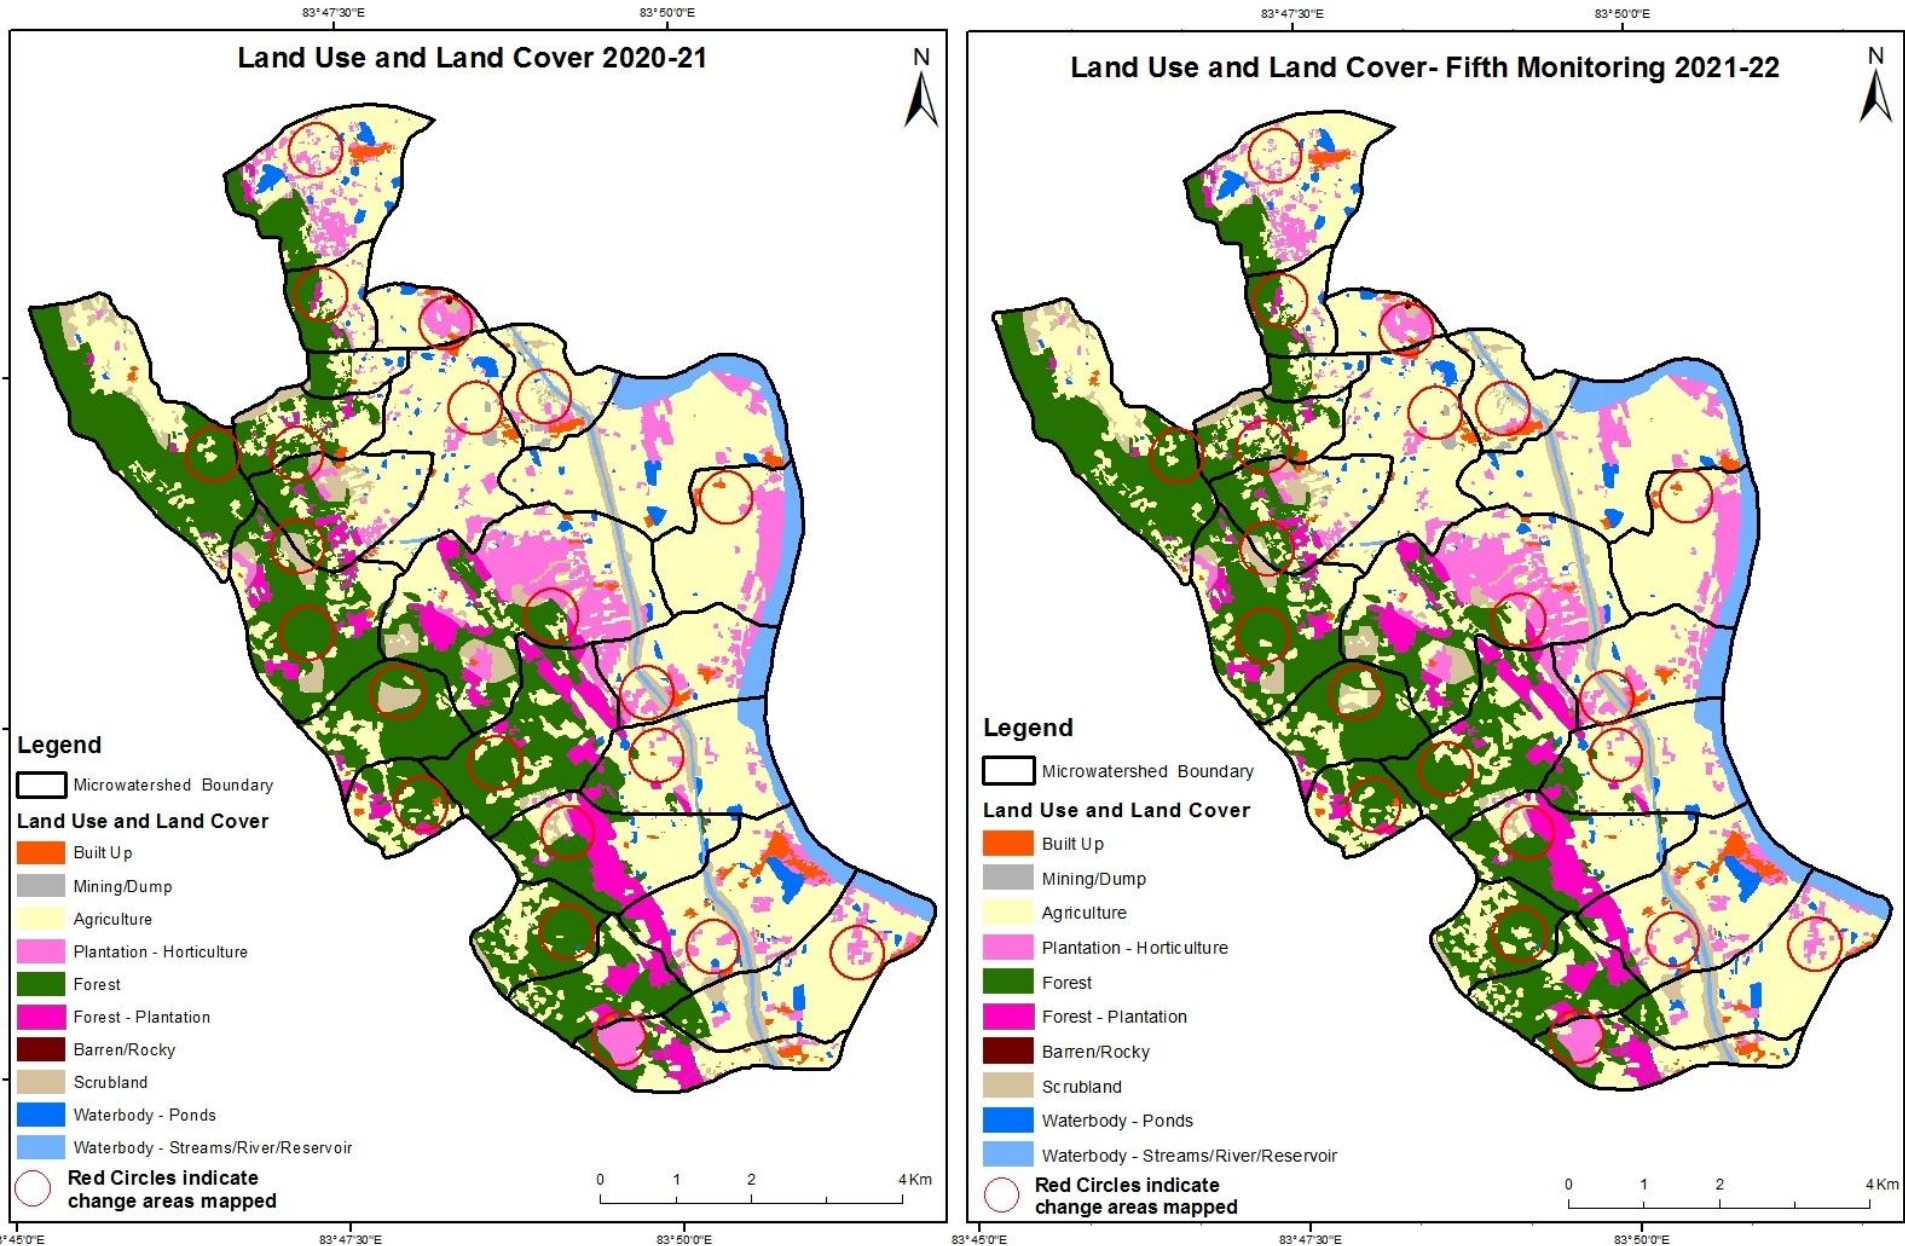 83°47'30"E
83°50'0"E
Land Use and Land Cover 2020-21
N
Legend
Microwatershed Boundary
Land Use and Land Cover
Built Up
Mining/Dump
Agriculture
Plantation - Horticulture
Forest
Forest - Plantation
Barren/Rocky
Scrubland
Waterbody - Ponds
Waterbody - Streams/River/Reservoir
Red Circles indicate
change areas mapped
0 1 2 4 Km
3°45'0"E
83°47'30"E
83°50'0"E
83°47'30"E
83°50'0"E
Land Use and Land Cover- Fifth Monitoring 2021-22
N
Legend
Microwatershed Boundary
Land Use and Land Cover
Built Up
Mining/Dump
Agriculture
Plantation - Horticulture
Forest
Forest - Plantation
Barren/Rocky
Scrubland
Waterbody - Ponds
Waterbody - Streams/River/Reservoir
Red Circles indicate
change areas mapped
0 1 2 4 Km
83°45'0"E
83°47'30"E
83°50'0"E